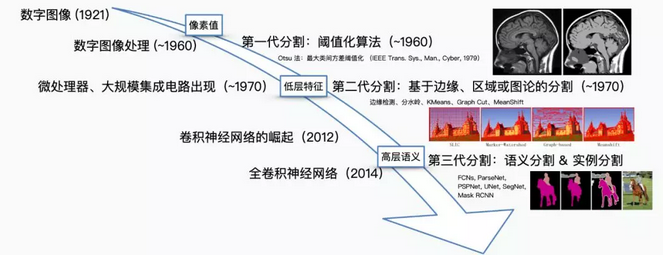 数字图像 (1921)
像素值
数字图像处理 (~1960)
第一代分割：阈值化算法（~1960）
Otsu 法：最大类间方差阈值化 （IEEE Trans. Sys., Man., Cyber, 1979）
微处理器、大规模集成电路出现（~1970）
低层特征
第二代分割：基于边缘、区域或图论的分割（~1970）
边缘检测、分水岭、KMeans、Graph Cut、MeanShift
SLIC
Marker-Watershed
Graph-based
Meanshift
卷积神经网络的崛起（2012）
高层语义
第三代分割：语义分割 & 实例分割
全卷积神经网络（2014）
FCNs, ParseNet,
PSPNet, UNet, SegNet,
Mask RCNN